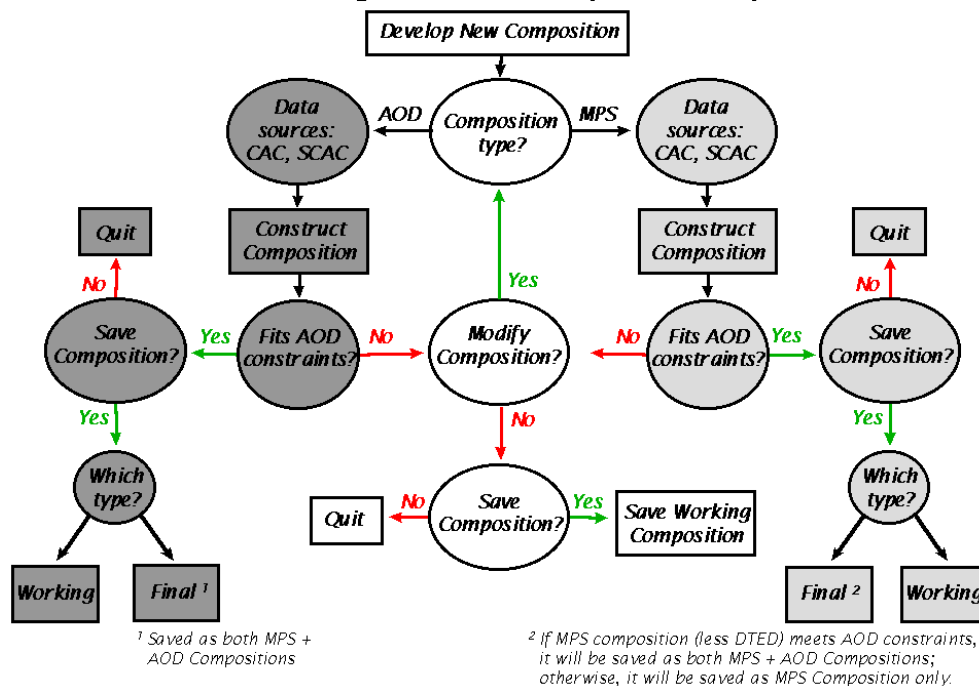 Develop New Composition
Data
sources:
CAC, SCAC
AOD
Composition
type?
MPS
Data
sources:
CAC, SCAC
Quit
Construct
Composition
Construct
Composition
Quit
No
Yes
No
Save
Composition?
Yes
Fits AOD
constraints?
No
Modify
Composition?
No
Fits AOD
constraints?
Yes
Save
Composition?
Yes
No
Yes
Which
type?
Quit
No
Save
Composition?
Yes
Save Working
Composition
Which
type?
Working
Final 1
Final 2
Working
1 Saved as both MPS +
AOD Compositions
2 If MPS composition (less DTED) meets AOD constraints,
it will be saved as both MPS + AOD Compositions;
otherwise, it will be saved as MPS Composition only.